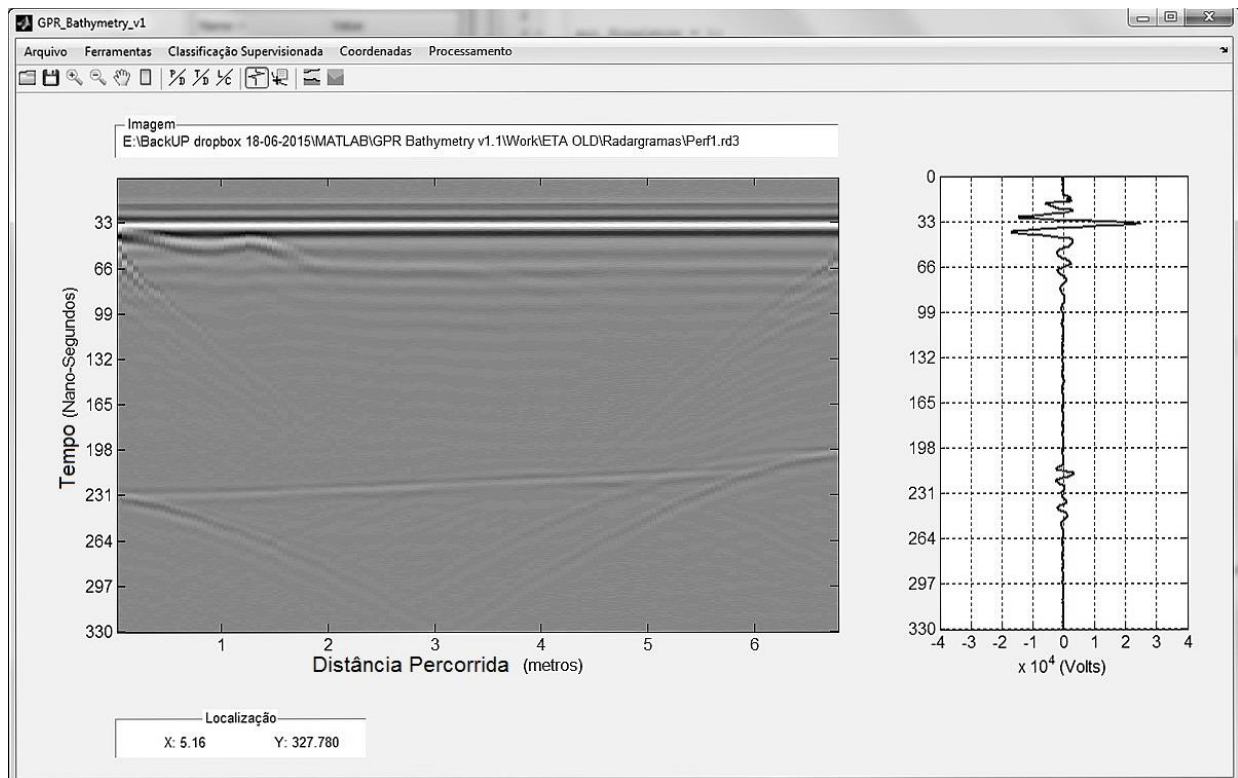 GPR_Bathymetry_v1
Arquivo Ferramentas Classificação Supervisionada Coordenadas Processamento
P/D T/D L/C
Imagem
E:\BackUP dropbox 18-06-2015\MATLAB\GPR Bathymetry v1.1\Work\ETA OLD\Radargramas\Perf1.rd3
Tempo (Nano-Segundos)
33
66
99
132
165
198
231
264
297
330
1 2 3 4 5 6
Distância Percorrida (metros)
0
33
66
99
132
165
198
231
264
297
330
-4 -3 -2 -1 0 1 2 3 4
x 10⁴ (Volts)
Localização
X: 5.16 Y: 327.780